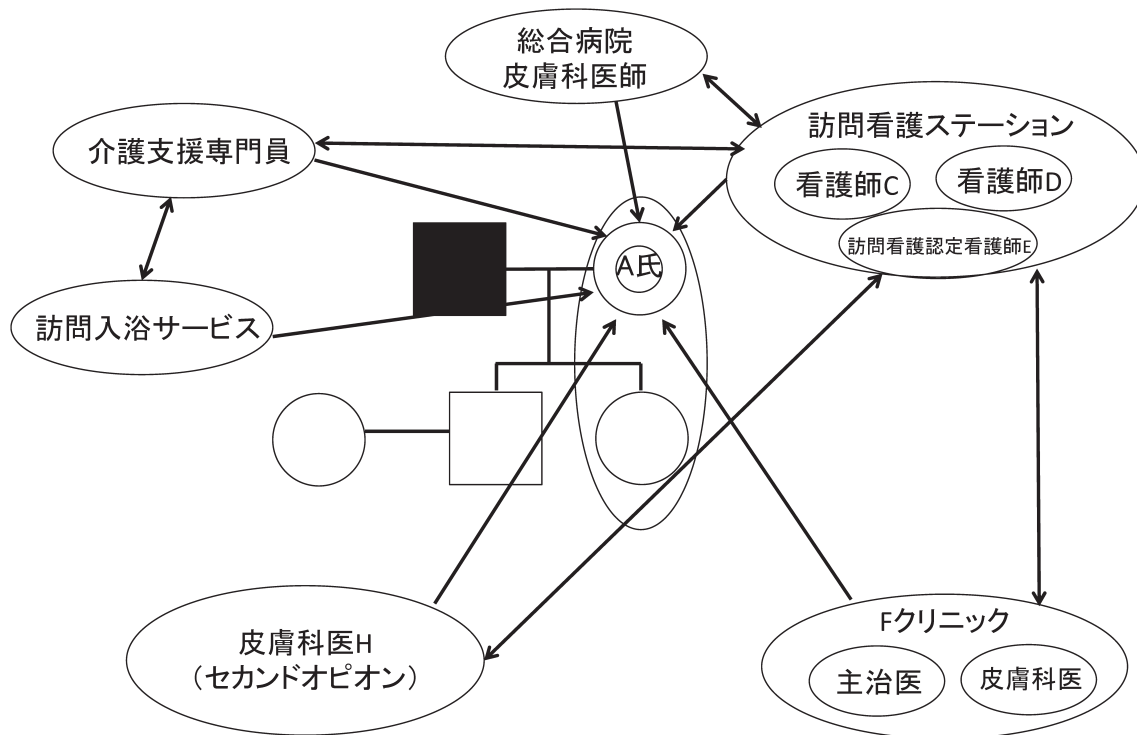 総合病院
皮膚科医師
訪問看護ステーション
介護支援専門員
看護師C
看護師D
訪問看護認定看護師E
A氏
訪問入浴サービス
皮膚科医H
（セカンドオピオン）
Fクリニック
主治医
皮膚科医